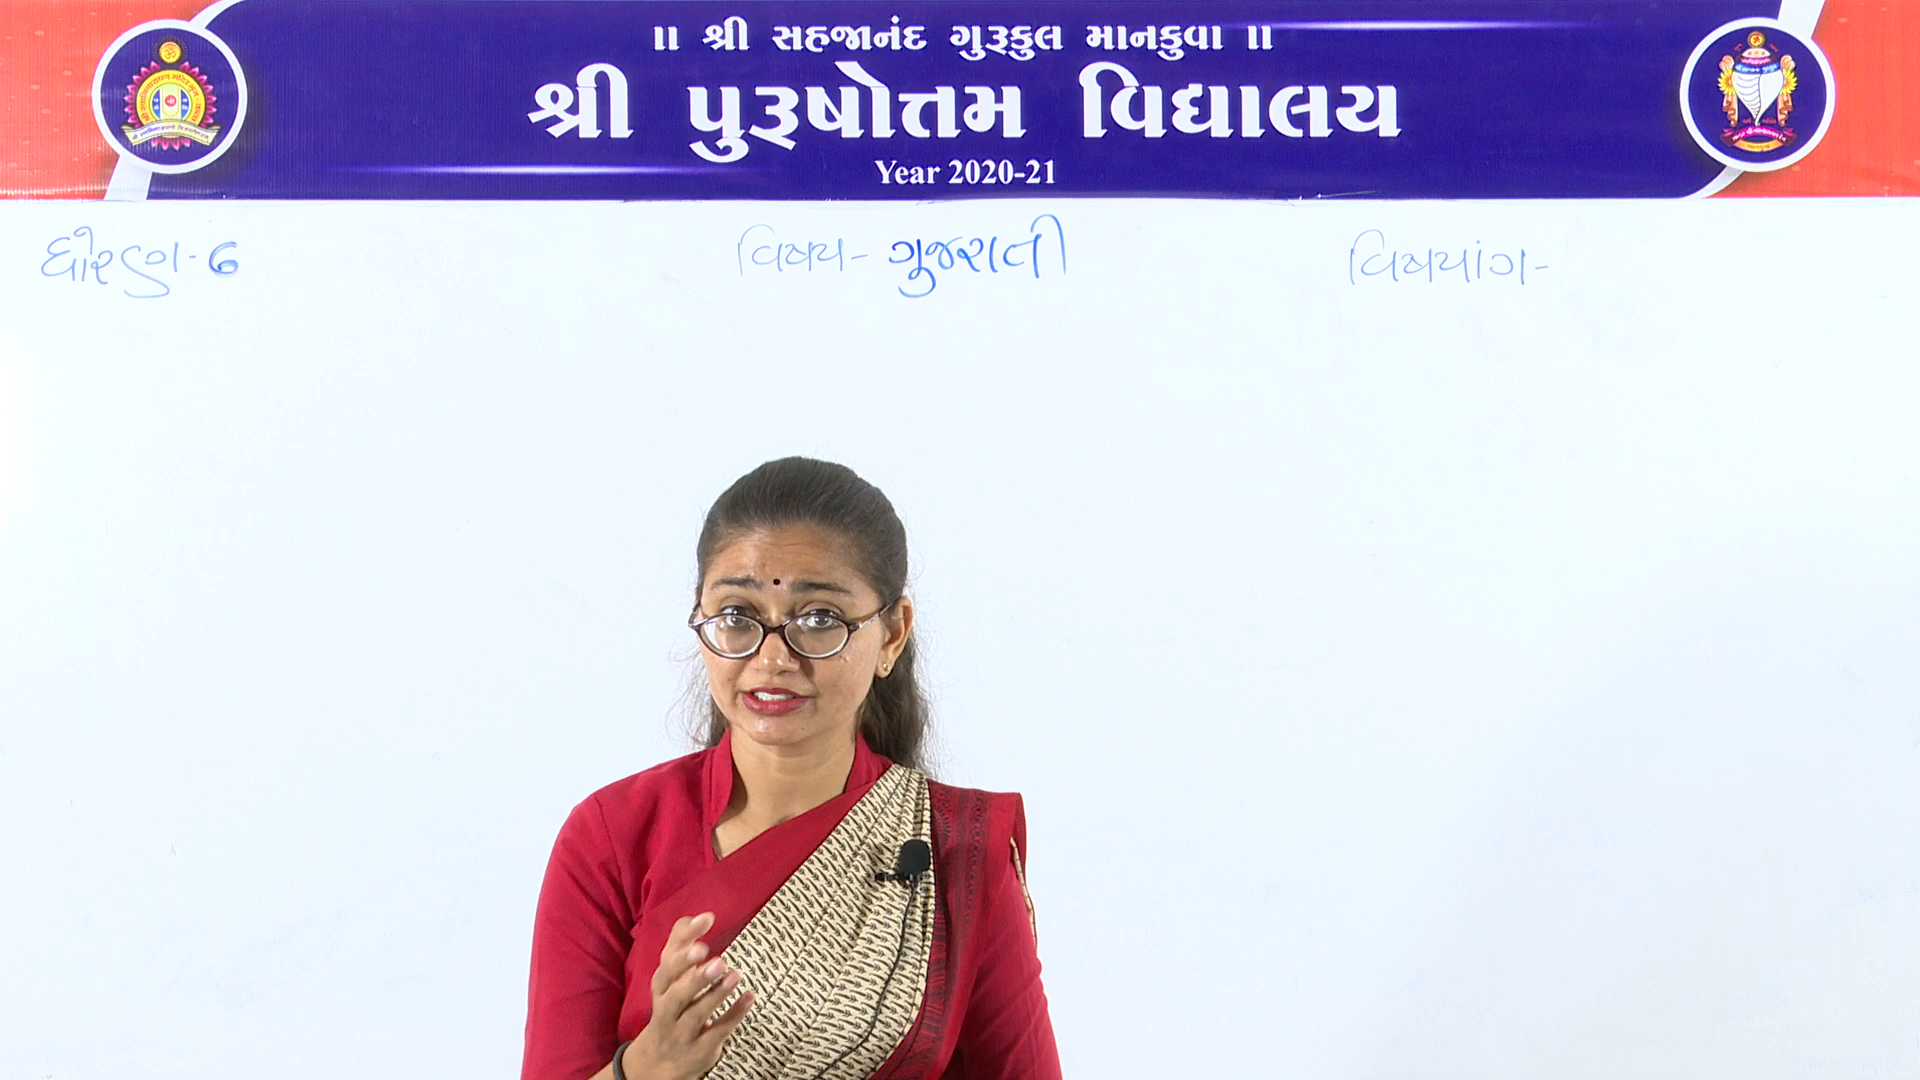 ॥ શ્રી સહજાનંદ ગુરૂકુલ માનકુવા ॥
શ્રી પુરૂષોત્તમ વિદ્યાલય
Year 2020-21
ધોરણ-6 વિષય- ગુજરાતી વિષયાંગ-